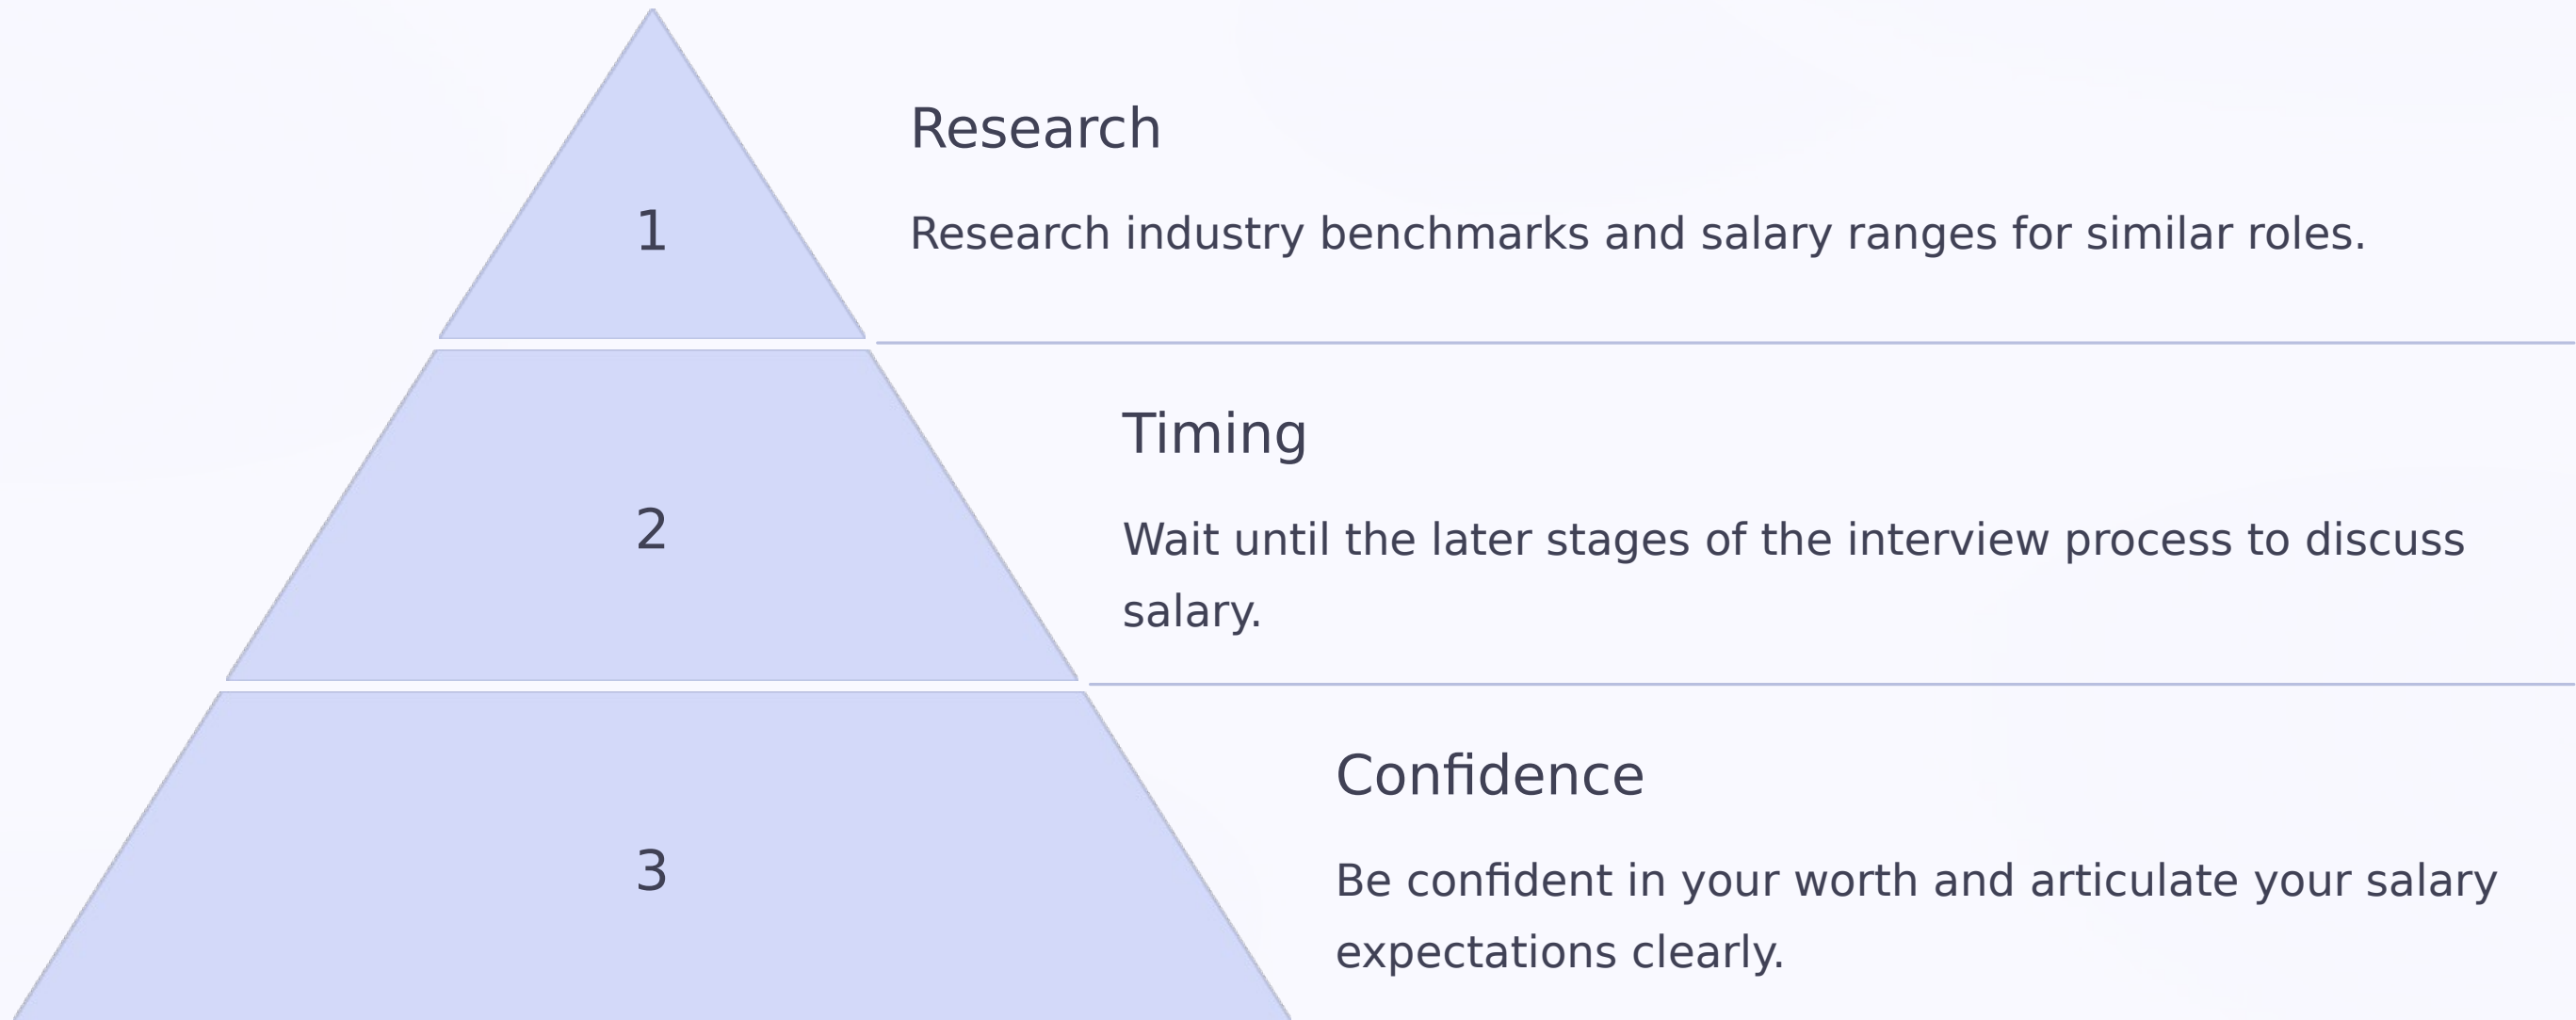 Research
1
Research industry benchmarks and salary ranges for similar roles.
Timing
2
Wait until the later stages of the interview process to discuss
salary.
Confidence
3
Be confident in your worth and articulate your salary
expectations clearly.